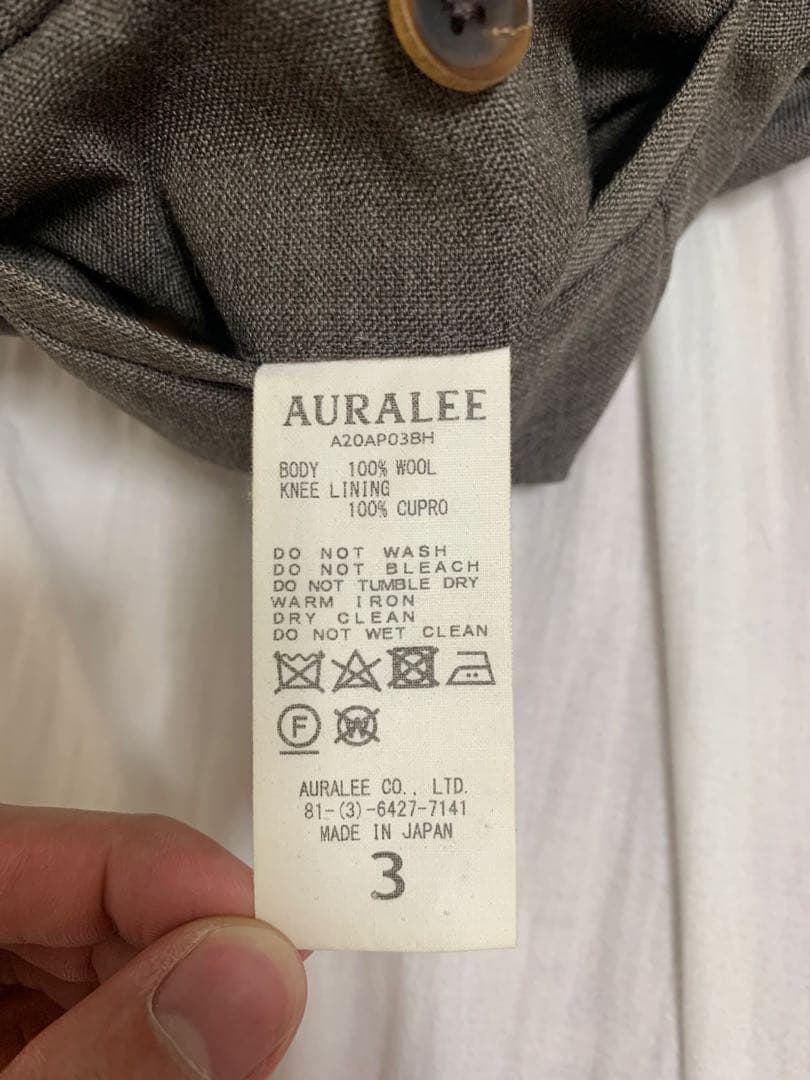 AURALEE
A20AP03BH
BODY 100% WOOL
KNEE LINING
100% CUPRO
DO NOT WASH
DO NOT BLEACH
DO NOT TUMBLE DRY
WARM IRON
DRY CLEAN
DO NOT WET CLEAN
F W
AURALEE CO., LTD.
81-(3)-6427-7141
MADE IN JAPAN
3